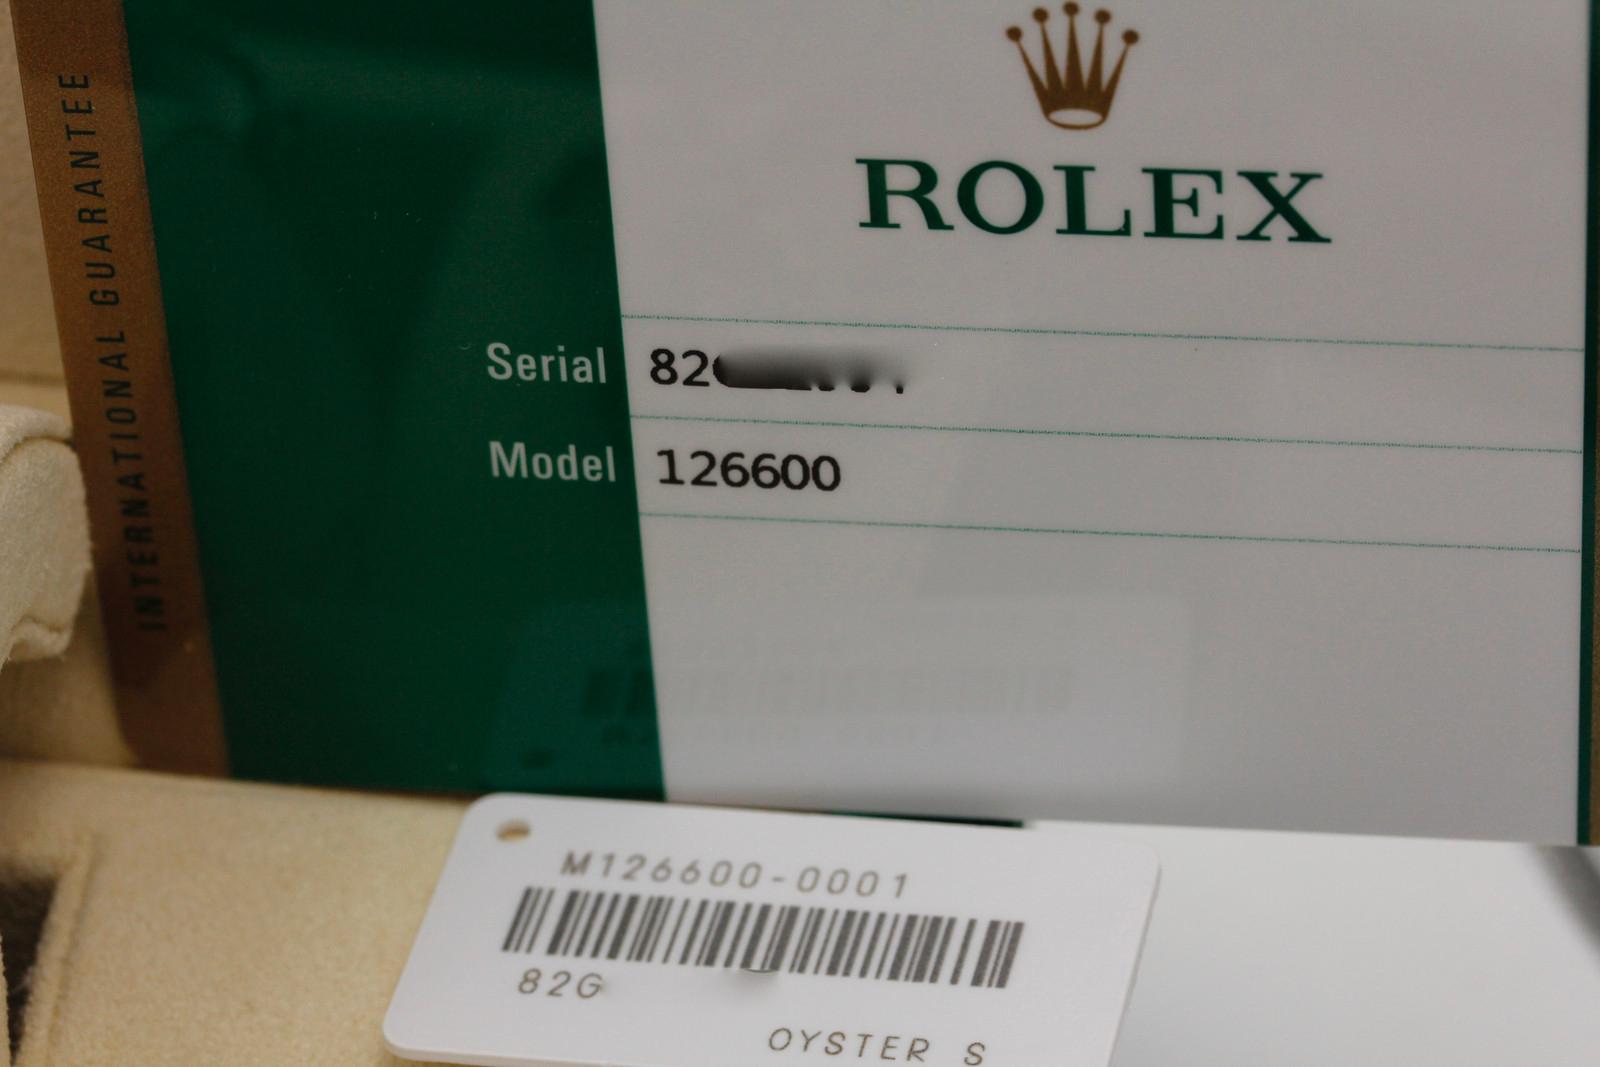 INTERNATIONAL GUARANTEE
ROLEX
Serial 82
Model 126600
M126600-0001
82G
OYSTER S